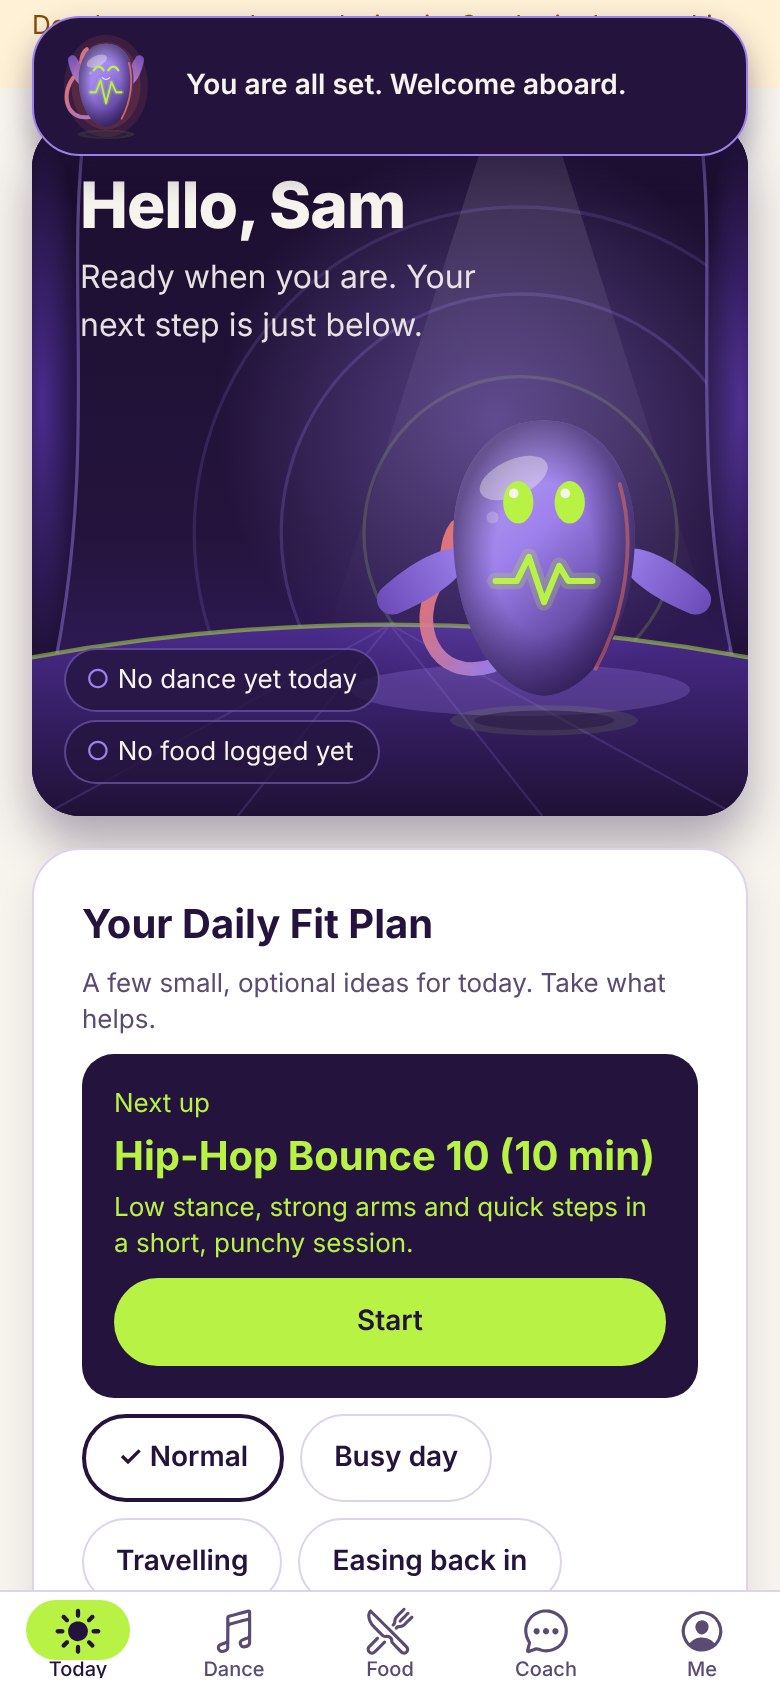 You are all set. Welcome aboard.
Hello, Sam
Ready when you are. Your
next step is just below.
No dance yet today
No food logged yet
Your Daily Fit Plan
A few small, optional ideas for today. Take what
helps.
Next up
Hip-Hop Bounce 10 (10 min)
Low stance, strong arms and quick steps in
a short, punchy session.
Start
✓ Normal
Busy day
Travelling
Easing back in
Today
Dance
Food
Coach
Me